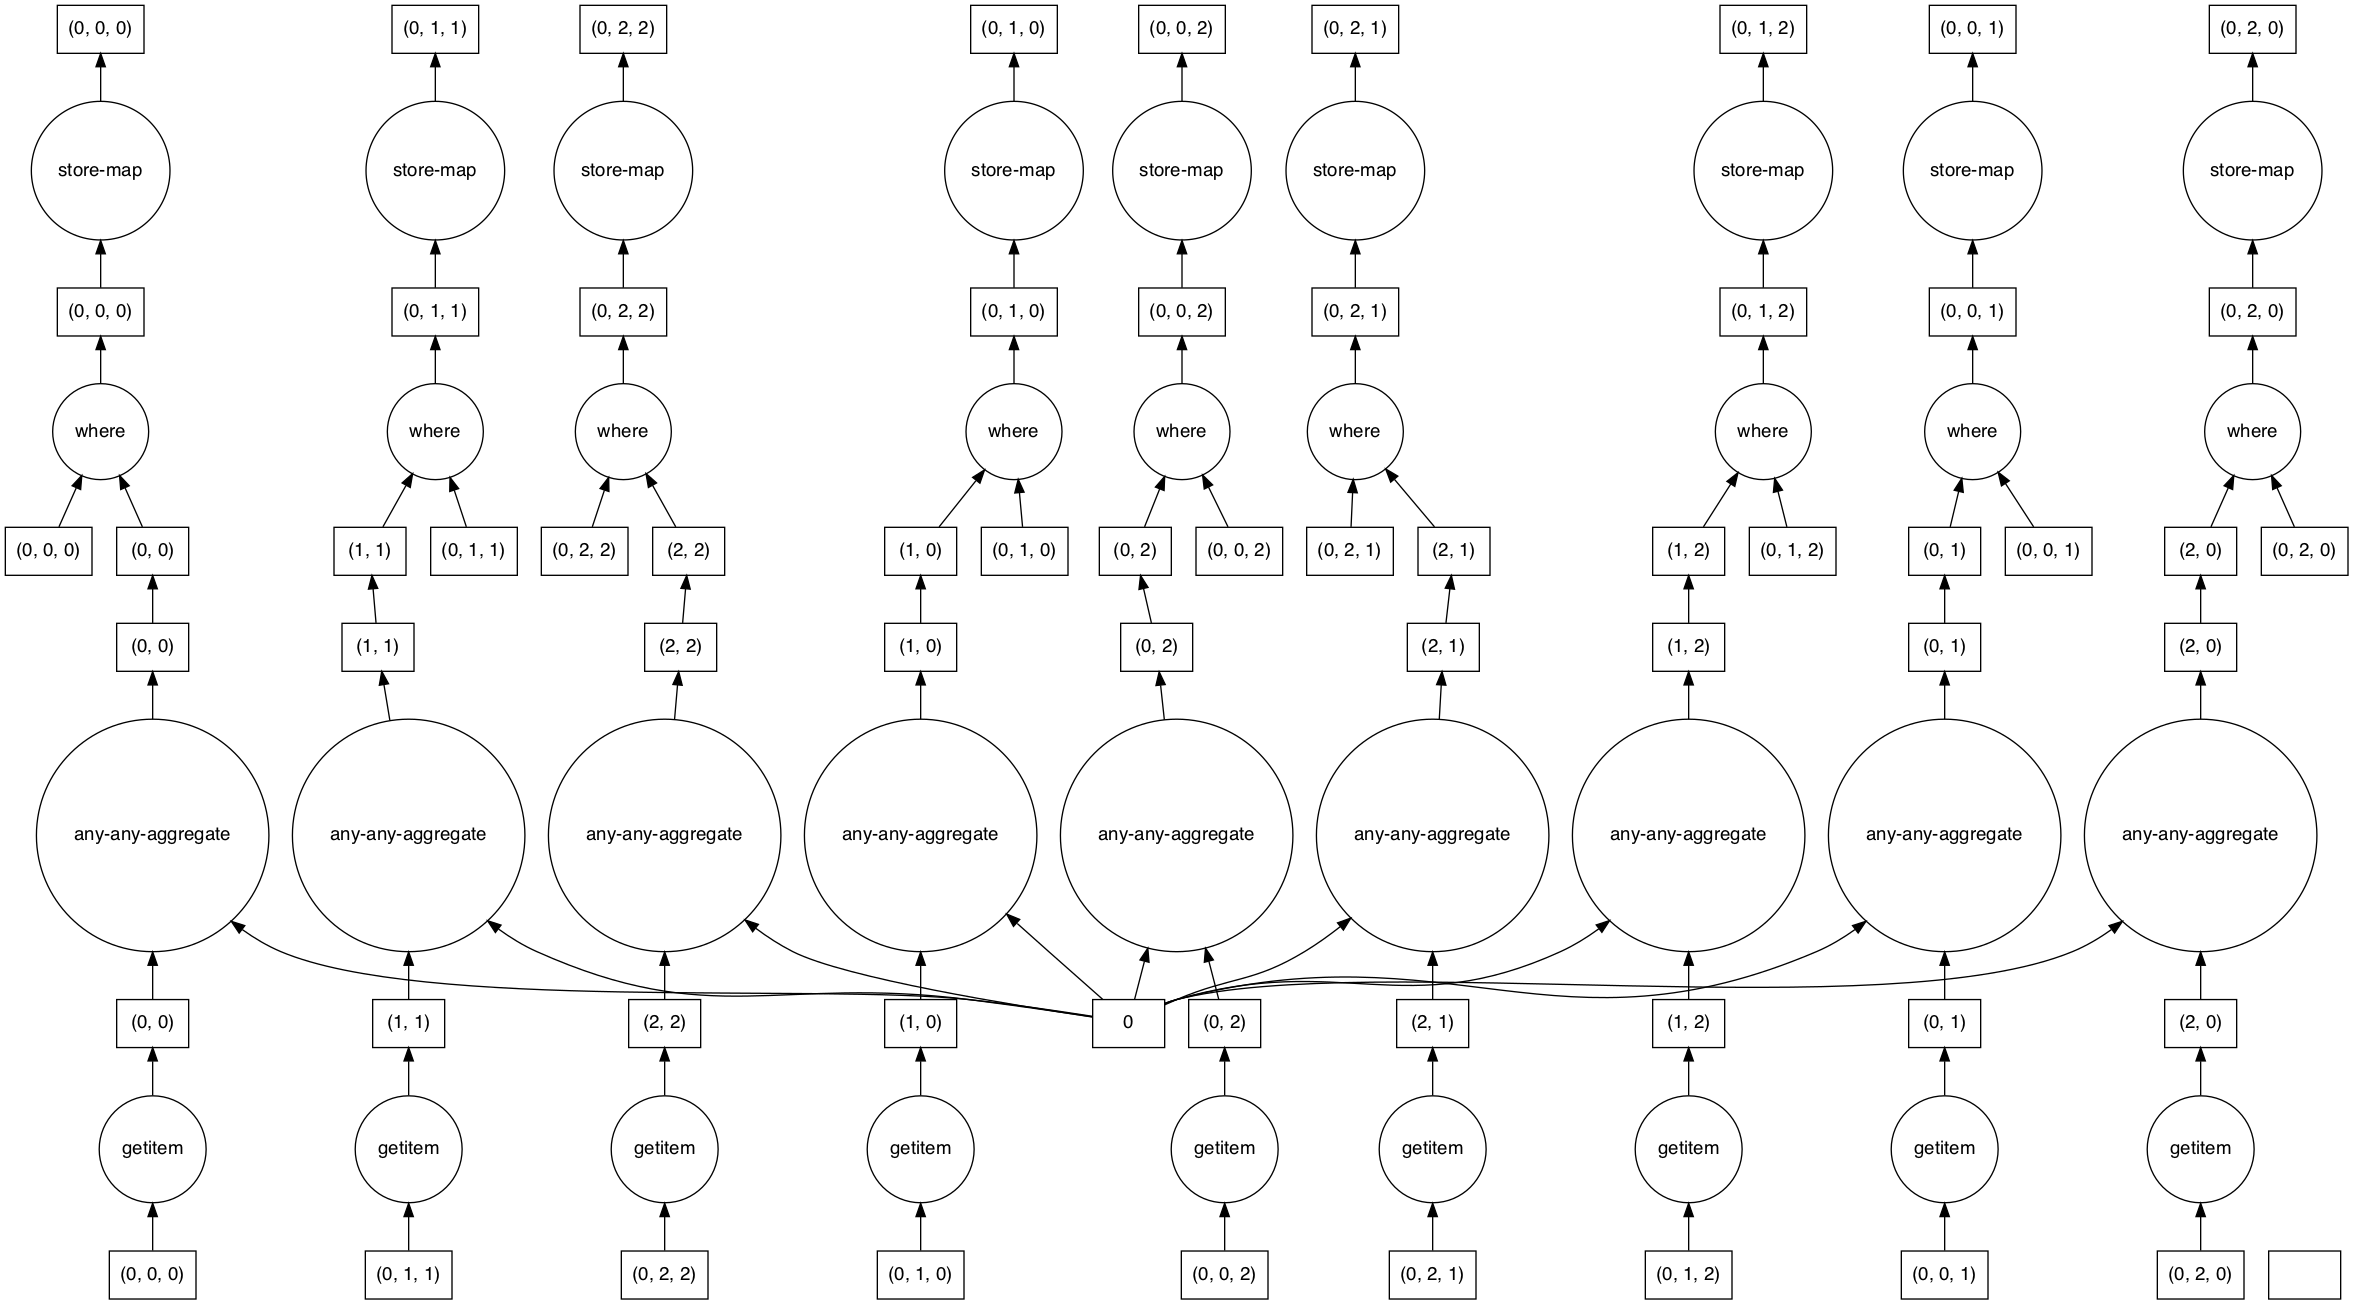 (0, 0, 0) (0, 1, 1) (0, 2, 2) (0, 1, 0) (0, 0, 2) (0, 2, 1) (0, 1, 2) (0, 0, 1) (0, 2, 0)
store-map store-map store-map store-map store-map store-map store-map store-map store-map
(0, 0, 0) (0, 1, 1) (0, 2, 2) (0, 1, 0) (0, 0, 2) (0, 2, 1) (0, 1, 2) (0, 0, 1) (0, 2, 0)
where where where where where where where where where
(0, 0, 0) (0, 0) (1, 1) (0, 1, 1) (0, 2, 2) (2, 2) (1, 0) (0, 1, 0) (0, 2) (0, 0, 2) (0, 2, 1) (2, 1) (1, 2) (0, 1, 2) (0, 1) (0, 0, 1) (2, 0) (0, 2, 0)
(0, 0) (1, 1) (2, 2) (1, 0) (0, 2) (2, 1) (1, 2) (0, 1) (2, 0)
any-any-aggregate any-any-aggregate any-any-aggregate any-any-aggregate any-any-aggregate any-any-aggregate any-any-aggregate any-any-aggregate any-any-aggregate
(0, 0) (1, 1) (2, 2) (1, 0) 0 (0, 2) (2, 1) (1, 2) (0, 1) (2, 0)
getitem getitem getitem getitem getitem getitem getitem getitem getitem
(0, 0, 0) (0, 1, 1) (0, 2, 2) (0, 1, 0) (0, 0, 2) (0, 2, 1) (0, 1, 2) (0, 0, 1) (0, 2, 0)